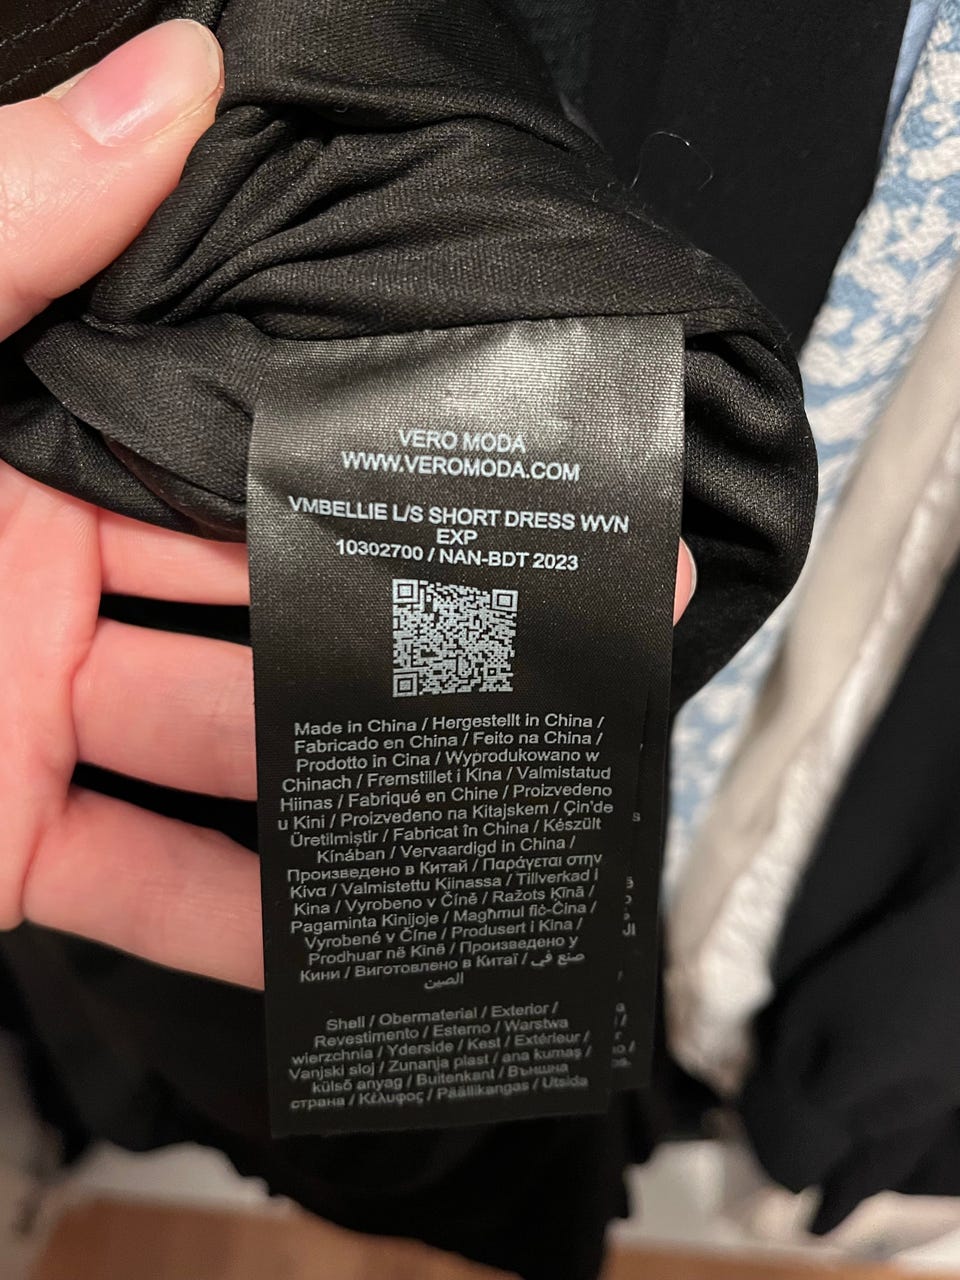 VERO MODA
WWW.VEROMODA.COM
VMBELLIE L/S SHORT DRESS WVN
EXP
10302700 / NAN-BDT 2023
Made in China / Hergestellt in China /
Fabricado en China / Feito na China /
Prodotto in Cina / Wyprodukowano w
Chinach / Fremstillet i Kina / Valmistatud
Hiinas / Fabriqué en Chine / Proizvedeno
u Kini / Proizvedeno na Kitajskem / Çin'de
Üretilmiştir / Fabricat în China / Készült
Kínában / Vervaardigd in China /
Произведено в Китай / Παράγεται στην
Κίνα / Valmistettu Kiinassa / Tillverkad i
Kina / Vyrobeno v Číně / Ražots Ķīnā /
Pagaminta Kinijoje / Magħmul fiċ-Ċina /
Vyrobené v Číne / Produsert i Kina /
Prodhuar në Kinë / Произведено у
Кини / Виготовлено в Китаї / صنع في
الصين
Shell / Obermaterial / Exterior /
Revestimento / Esterno / Warstwa
wierzchnia / Yderside / Kest / Extérieur /
Vanjski sloj / Zunanja plast / ana kumaş /
külső anyag / Buitenkant / Външна
страна / Κέλυφος / Päällikangas / Utsida